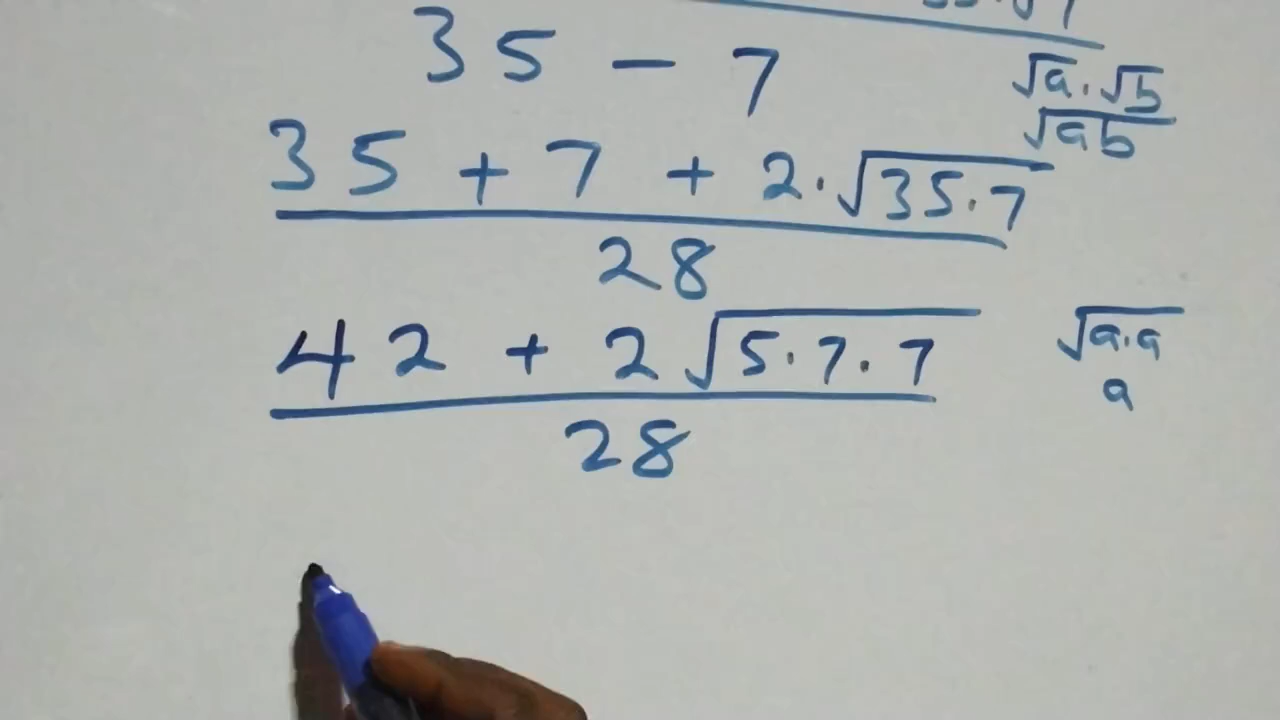 35 - 7
√a · √b
√ab
35 + 7 + 2 · √35 · 7
28
42 + 2 √5 · 7 · 7
28
√a · a
a